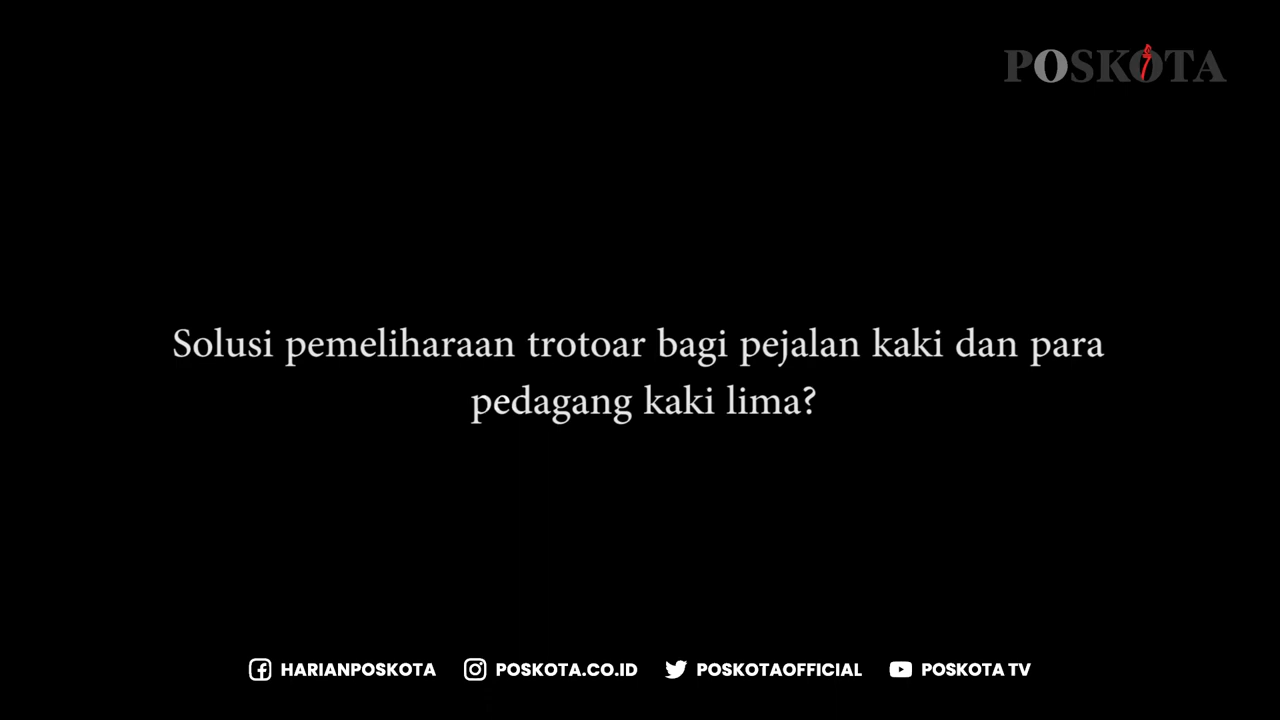 POSKOTA
Solusi pemeliharaan trotoar bagi pejalan kaki dan para
pedagang kaki lima?
HARIANPOSKOTA POSKOTA.CO.ID POSKOTAOFFICIAL POSKOTA TV